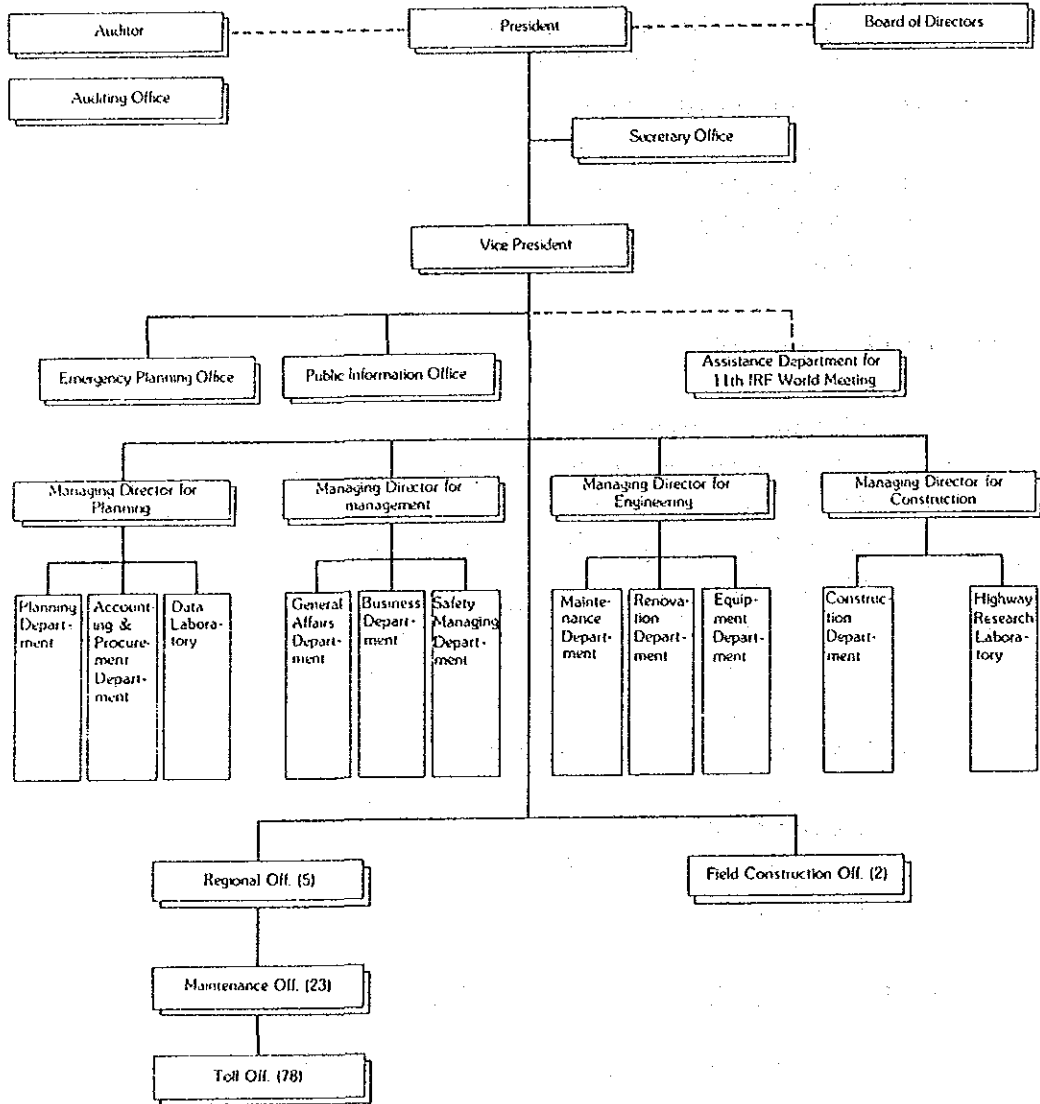 Auditor
President
Board of Directors
Auditing Office
Secretary Office
Vice President
Emergency Planning Office
Public Information Office
Assistance Department for
11th IRF World Meeting
Managing Director for
Planning
Managing Director for
management
Managing Director for
Engineering
Managing Director for
Construction
Planning
Depart-
ment
Account-
ing &
Procure-
ment
Depart-
ment
Data
Labora-
tory
General
Affairs
Depart-
ment
Business
Depart-
ment
Safety
Managing
Depart-
ment
Mainte-
nance
Depart-
ment
Renova-
tion
Depart-
ment
Equip-
ment
Depart-
ment
Construc-
tion
Depart-
ment
Highway
Research
Labora-
tory
Regional Off. (5)
Field Construction Off. (2)
Maintenance Off. (23)
Toll Off. (78)